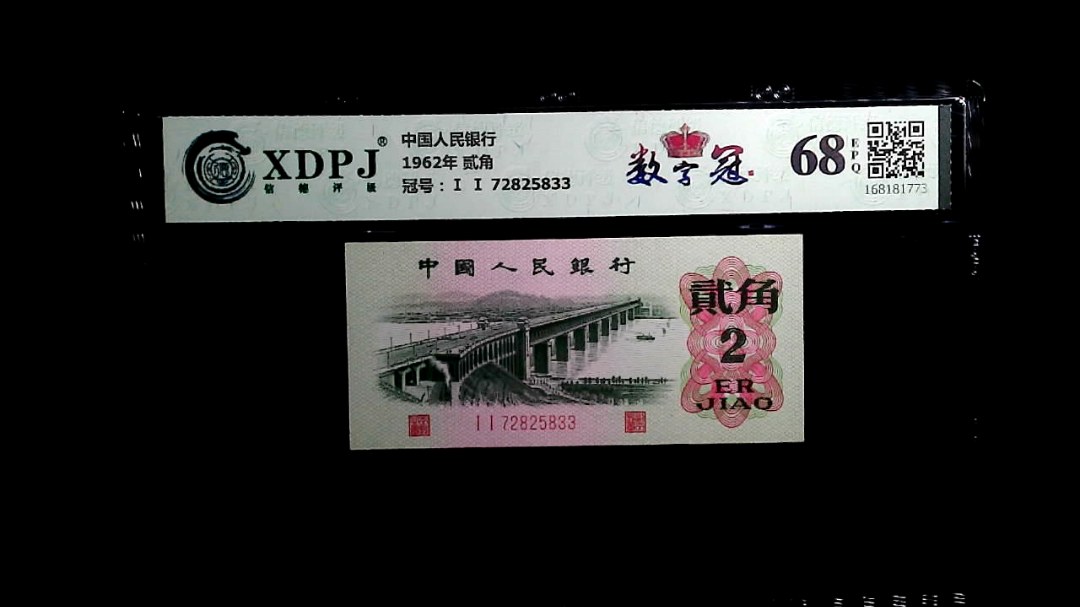 XDPJ®
信 德 评 级
中国人民银行
1962年 贰角
冠号：I I 72825833
数字冠
68
EPQ
168181773
中國人民銀行
貳角
2
ER
JIAO
I I 72825833